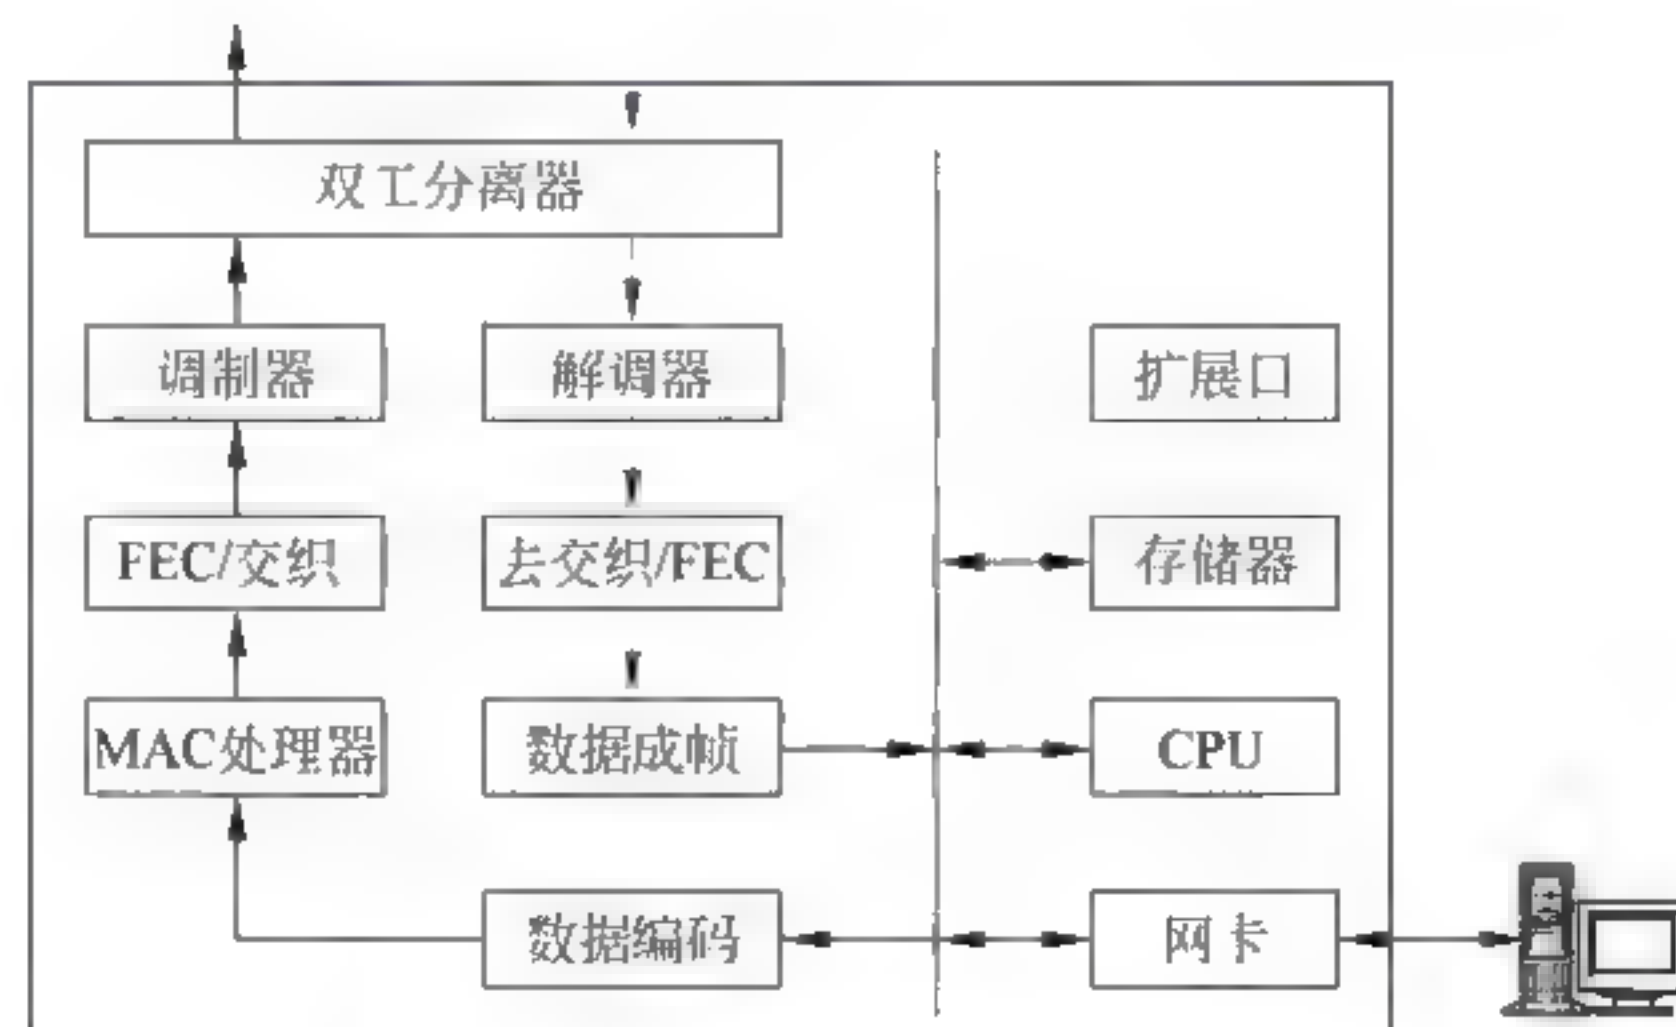 双工分离器
调制器
解调器
扩展口
FEC/交织
去交织/FEC
存储器
MAC处理器
数据成帧
CPU
数据编码
网卡